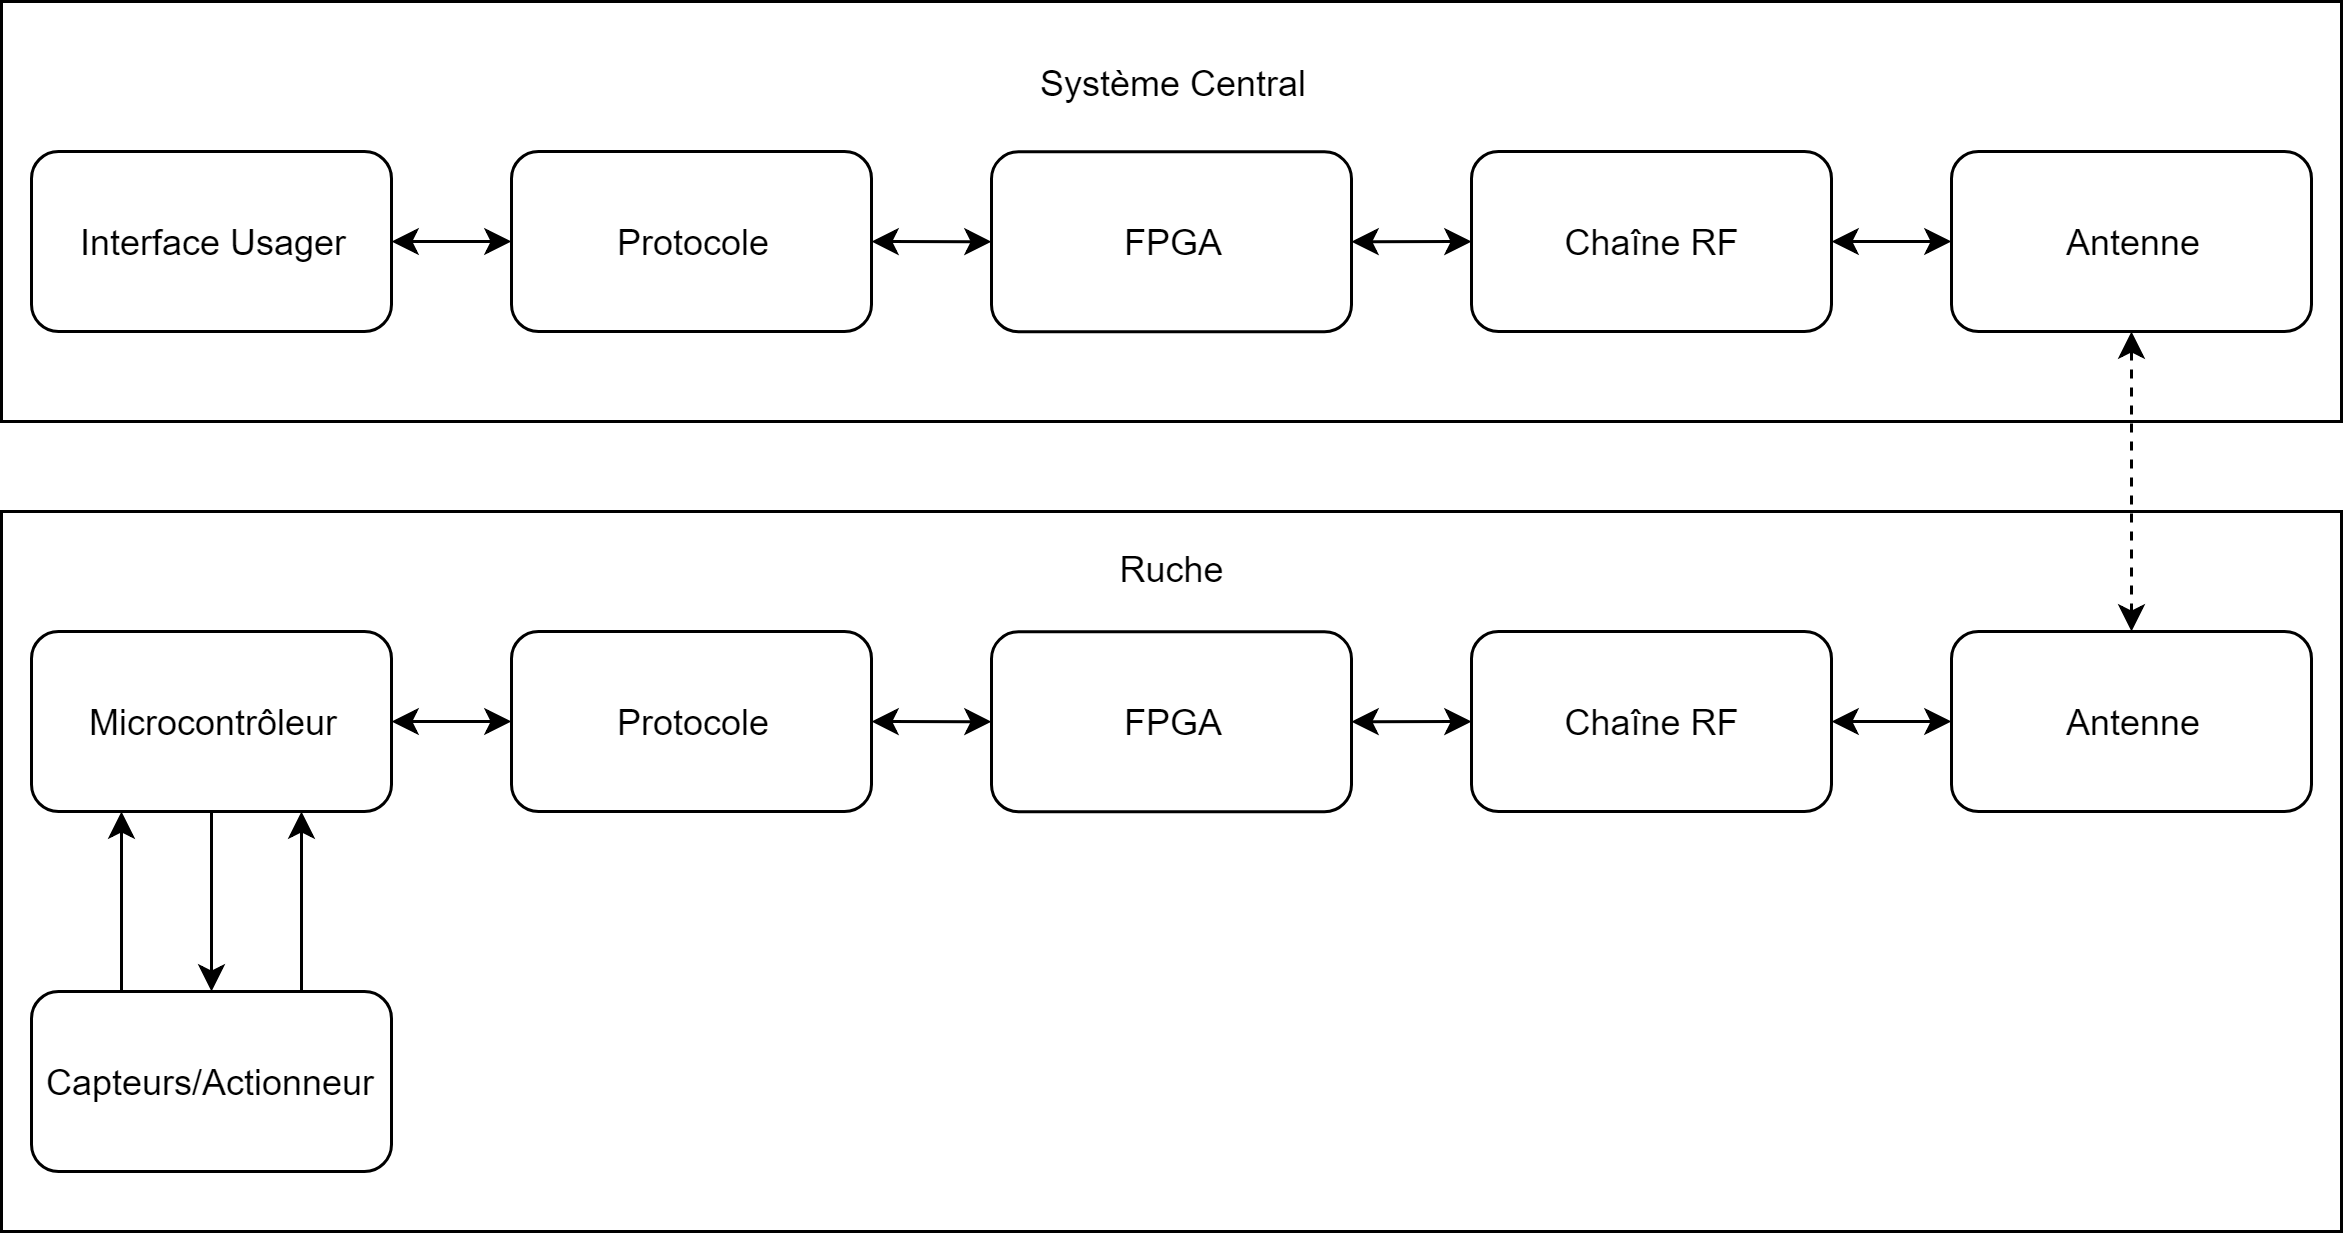 Système Central
Interface Usager
Protocole
FPGA
Chaîne RF
Antenne
Ruche
Microcontrôleur
Protocole
FPGA
Chaîne RF
Antenne
Capteurs/Actionneur